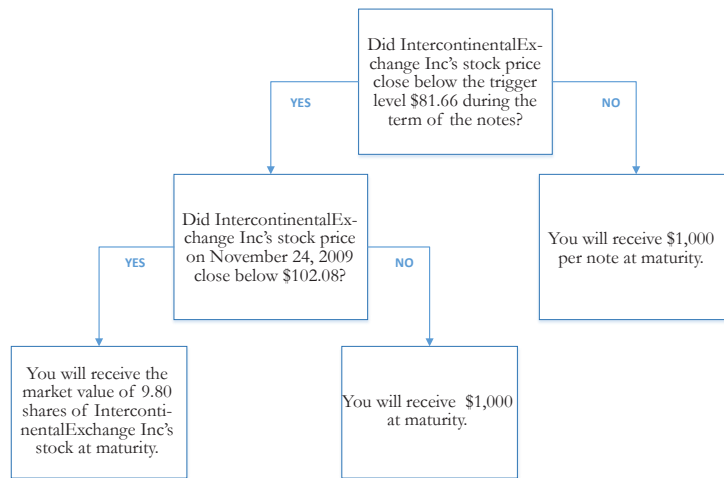 Did IntercontinentalEx-
change Inc's stock price
close below the trigger
level $81.66 during the
term of the notes?
YES
NO
Did IntercontinentalEx-
change Inc's stock price
on November 24, 2009
close below $102.08?
You will receive $1,000
per note at maturity.
YES
NO
You will receive the
market value of 9.80
shares of Intercontin-
nentalExchange Inc's
stock at maturity.
You will receive $1,000
at maturity.